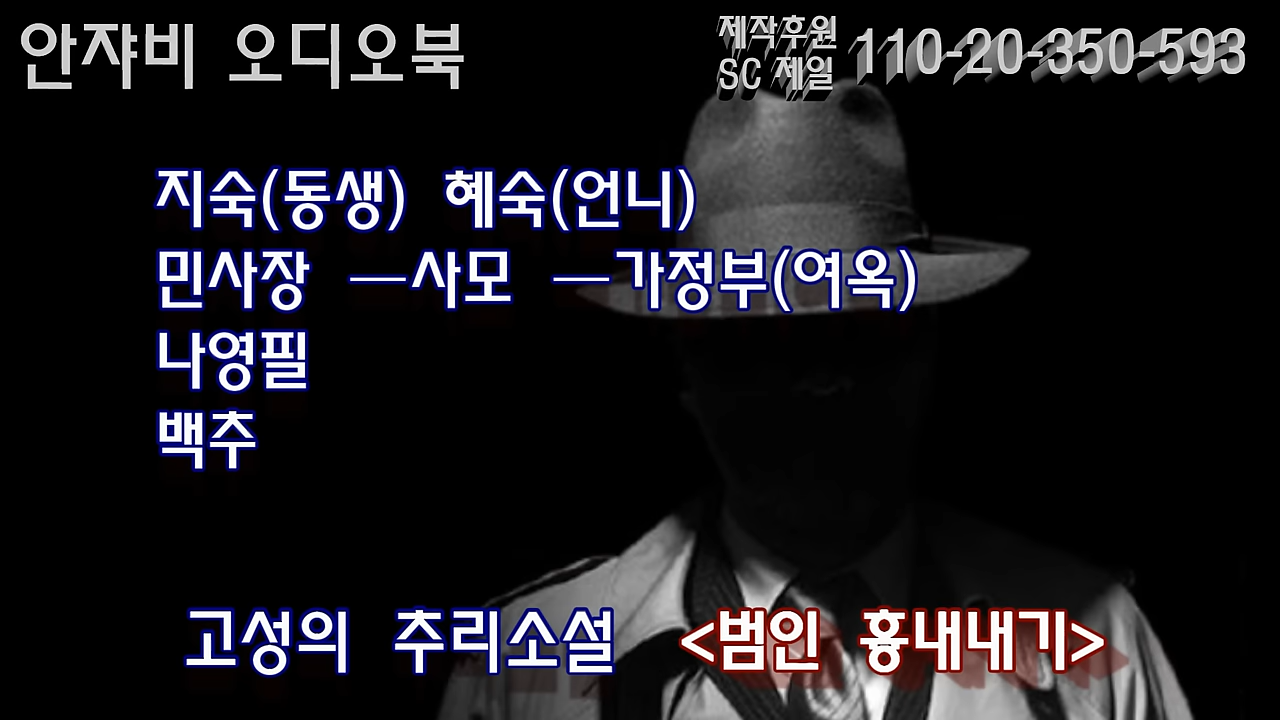 안쟈비 오디오북
제작후원
SC 제일
110-20-350-593
지숙(동생) 혜숙(언니)
민사장 —사모 —가정부(여옥)
나영필
백추
고성의 추리소설 <범인 흉내내기>